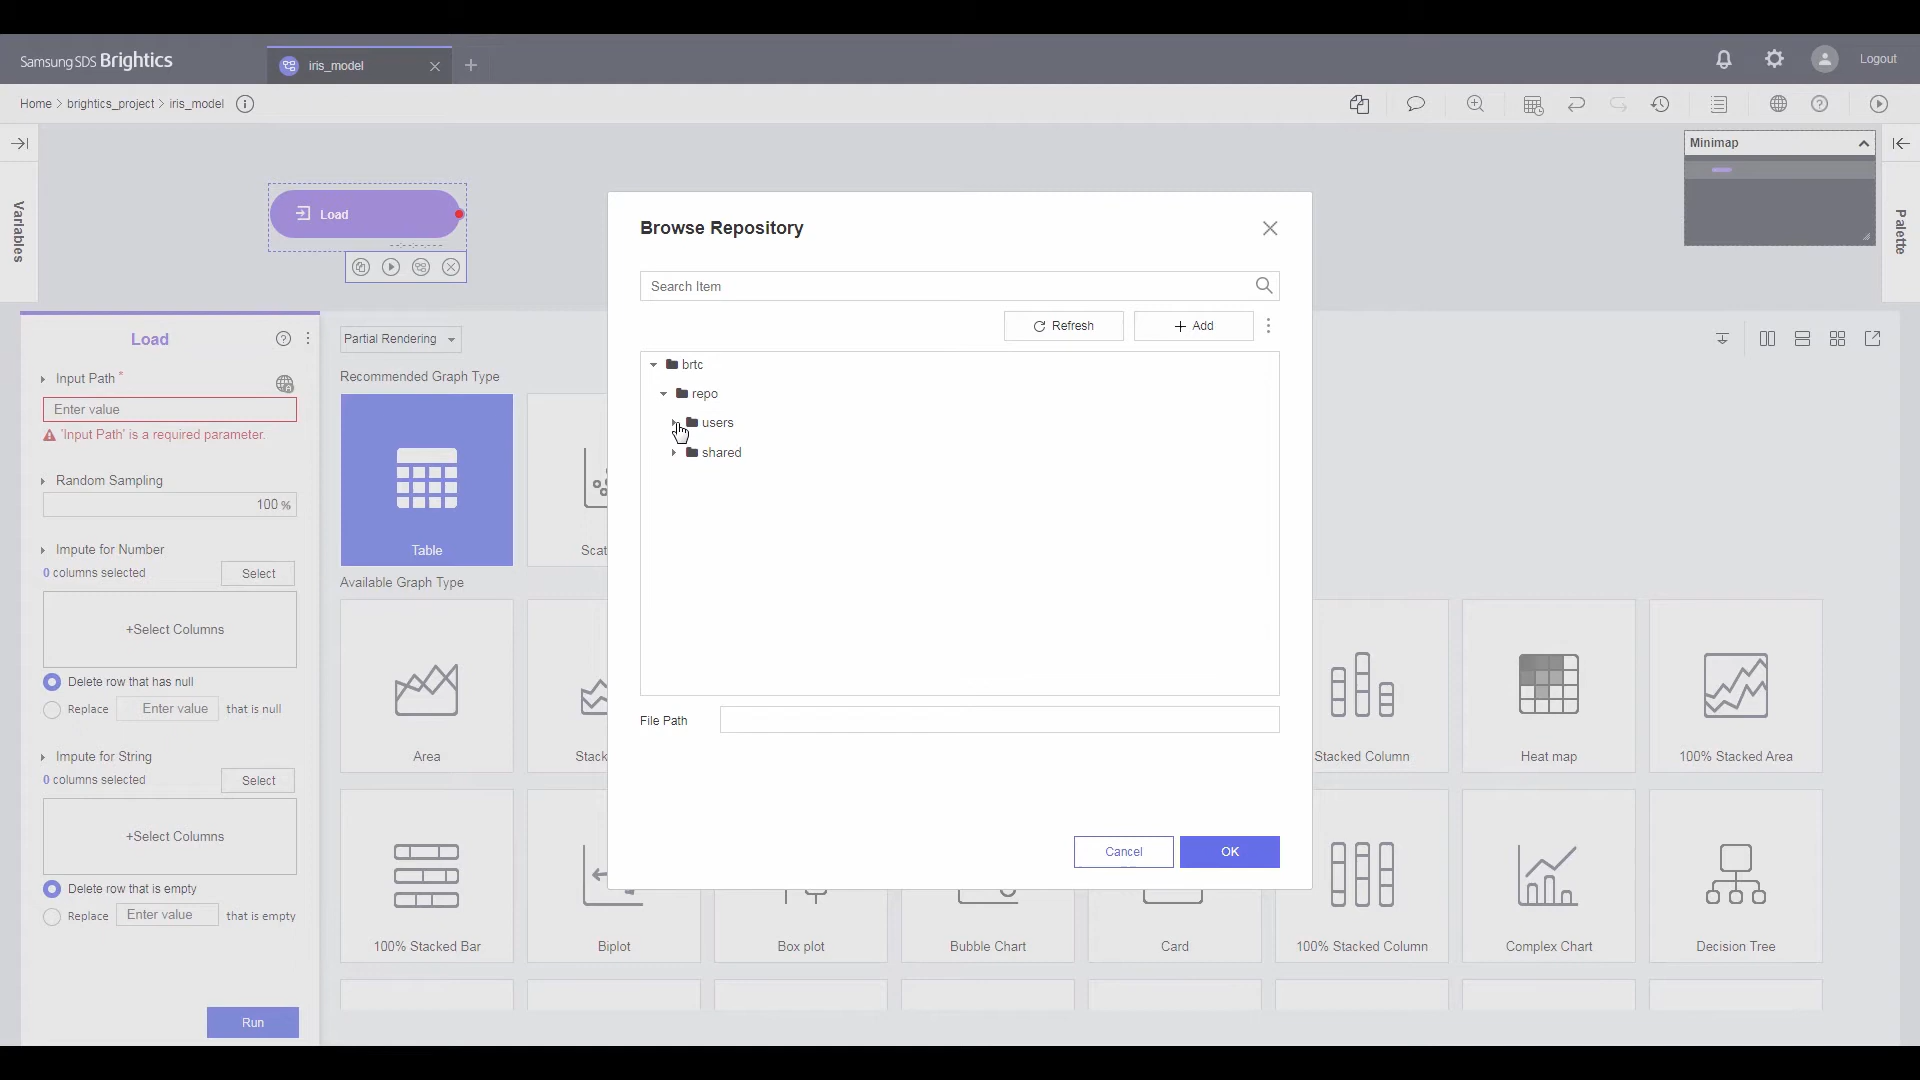 Samsung SDS Brightics
iris_model
Logout
Home > brightics_project > iris_model
Minimap
Variables
Palette
Load
--:--:--.---
Browse Repository
Search Item
Refresh
+ Add
brtc
repo
users
shared
File Path
Cancel
OK
Load
Input Path *
Enter value
'Input Path' is a required parameter.
Random Sampling
100 %
Impute for Number
0 columns selected
Select
+Select Columns
Delete row that has null
Replace Enter value that is null
Impute for String
0 columns selected
Select
+Select Columns
Delete row that is empty
Replace Enter value that is empty
Run
Partial Rendering
Recommended Graph Type
Table
Scat
Available Graph Type
Area
Stack
Stacked Column
Heat map
100% Stacked Area
100% Stacked Bar
Biplot
Box plot
Bubble Chart
Card
100% Stacked Column
Complex Chart
Decision Tree